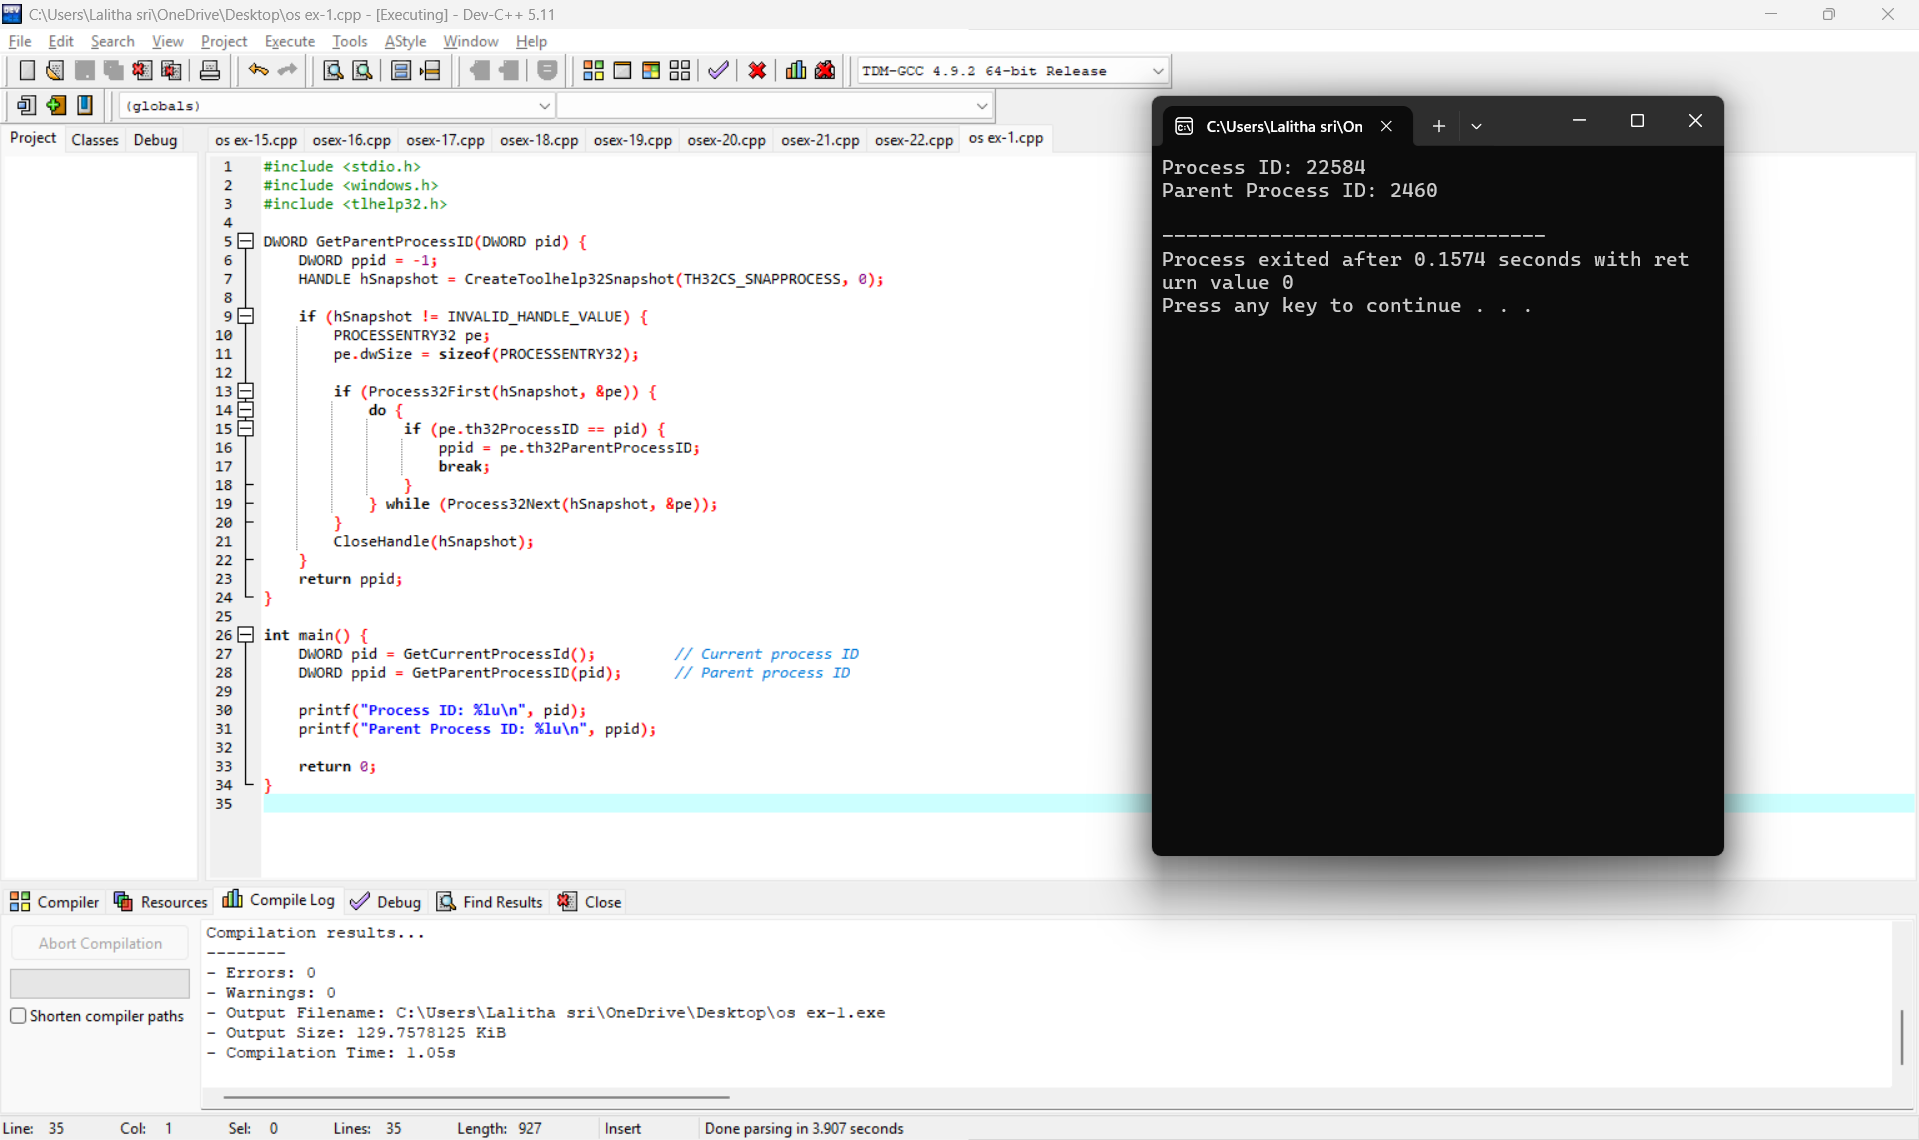 C:\Users\Lalitha sri\OneDrive\Desktop\os ex-1.cpp - [Executing] - Dev-C++ 5.11
File Edit Search View Project Execute Tools AStyle Window Help
TDM-GCC 4.9.2 64-bit Release
(globals)
Project Classes Debug
os ex-15.cpp osex-16.cpp osex-17.cpp osex-18.cpp osex-19.cpp osex-20.cpp osex-21.cpp osex-22.cpp os ex-1.cpp
1 #include <stdio.h>
2 #include <windows.h>
3 #include <tlhelp32.h>
4
5 DWORD GetParentProcessID(DWORD pid) {
6     DWORD ppid = -1;
7     HANDLE hSnapshot = CreateToolhelp32Snapshot(TH32CS_SNAPPROCESS, 0);
8
9     if (hSnapshot != INVALID_HANDLE_VALUE) {
10         PROCESSENTRY32 pe;
11         pe.dwSize = sizeof(PROCESSENTRY32);
12
13         if (Process32First(hSnapshot, &pe)) {
14             do {
15                 if (pe.th32ProcessID == pid) {
16                     ppid = pe.th32ParentProcessID;
17                     break;
18                 }
19             } while (Process32Next(hSnapshot, &pe));
20         }
21         CloseHandle(hSnapshot);
22     }
23     return ppid;
24 }
25
26 int main() {
27     DWORD pid = GetCurrentProcessId();         // Current process ID
28     DWORD ppid = GetParentProcessID(pid);      // Parent process ID
29
30     printf("Process ID: %lu\n", pid);
31     printf("Parent Process ID: %lu\n", ppid);
32
33     return 0;
34 }
35
C:\Users\Lalitha sri\On
Process ID: 22584
Parent Process ID: 2460
--------------------------------
Process exited after 0.1574 seconds with ret
urn value 0
Press any key to continue . . .
Compiler Resources Compile Log Debug Find Results Close
Abort Compilation
Shorten compiler paths
Compilation results...
--------
- Errors: 0
- Warnings: 0
- Output Filename: C:\Users\Lalitha sri\OneDrive\Desktop\os ex-1.exe
- Output Size: 129.7578125 KiB
- Compilation Time: 1.05s
Line: 35 Col: 1 Sel: 0 Lines: 35 Length: 927 Insert Done parsing in 3.907 seconds